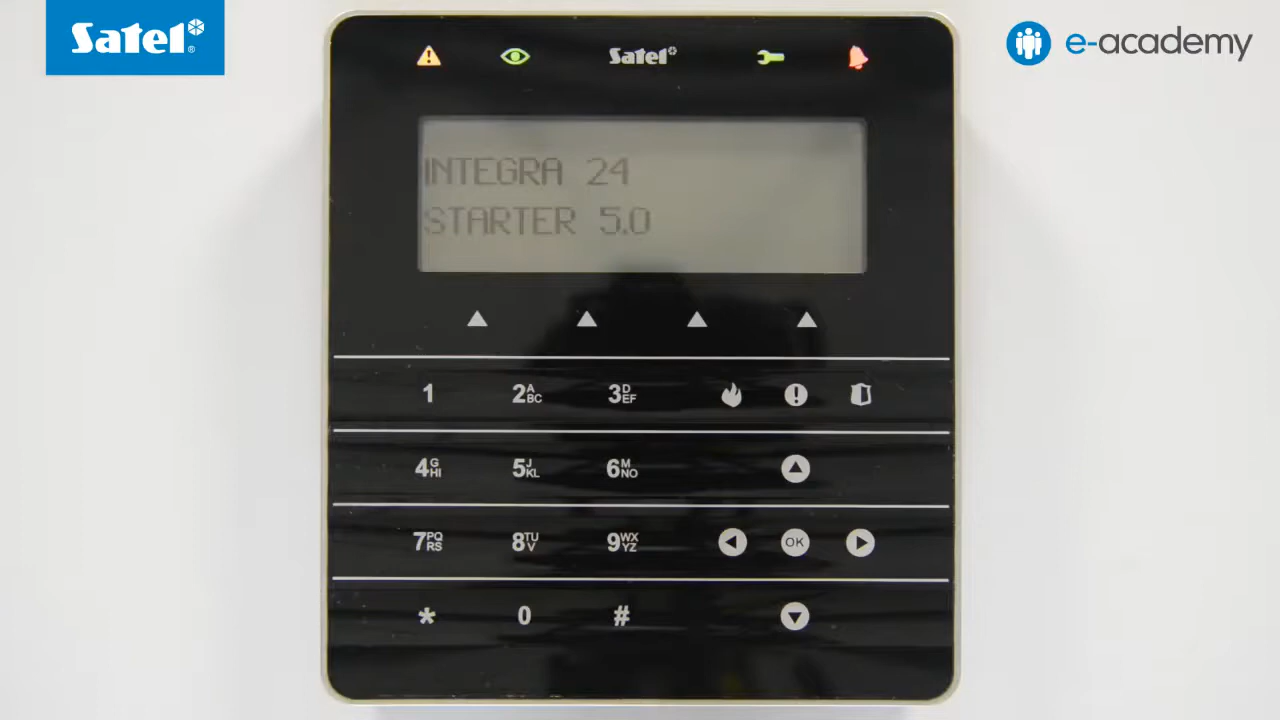 Satel®
e-academy
Satel
INTEGRA 24
STARTER 5.0
1 2ABC 3DEF
4GHI 5JKL 6MNO
7PQRS 8TUV 9WXYZ OK
* 0 #